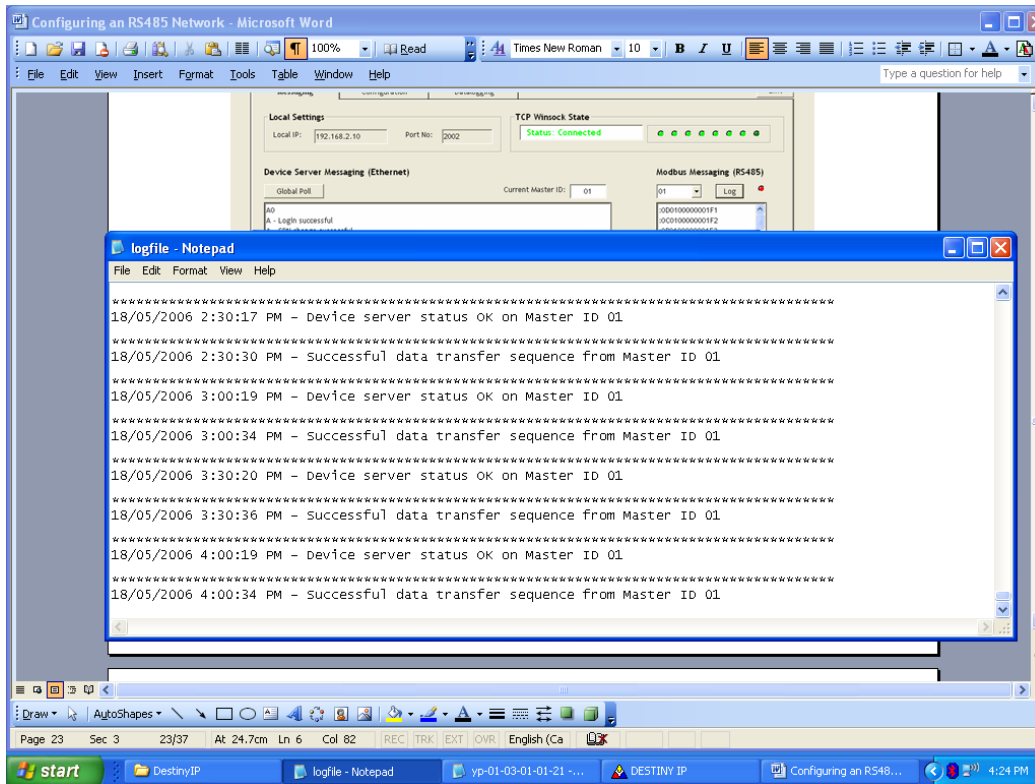 Configuring an RS485 Network - Microsoft Word
100% Read Times New Roman 10 B I U
File Edit View Insert Format Tools Table Window Help Type a question for help
Messaging Configuration Datalogging
Local Settings TCP Winsock State
Local IP: 192.168.2.10 Port No: 2002 Status: Connected
Device Server Messaging (Ethernet) Modbus Messaging (RS485)
Global Poll Current Master ID: 01 01 Log
A0 :0D0100000001F1
A - Login successful :0C0100000001F2
logfile - Notepad
File Edit Format View Help
******************************************************************************************
18/05/2006 2:30:17 PM - Device server status OK on Master ID 01
******************************************************************************************
18/05/2006 2:30:30 PM - Successful data transfer sequence from Master ID 01
******************************************************************************************
18/05/2006 3:00:19 PM - Device server status OK on Master ID 01
******************************************************************************************
18/05/2006 3:00:34 PM - Successful data transfer sequence from Master ID 01
******************************************************************************************
18/05/2006 3:30:20 PM - Device server status OK on Master ID 01
******************************************************************************************
18/05/2006 3:30:36 PM - Successful data transfer sequence from Master ID 01
******************************************************************************************
18/05/2006 4:00:19 PM - Device server status OK on Master ID 01
******************************************************************************************
18/05/2006 4:00:34 PM - Successful data transfer sequence from Master ID 01
Draw AutoShapes
Page 23 Sec 3 23/37 At 24.7cm Ln 6 Col 82 REC TRK EXT OVR English (Ca
start DestinyIP logfile - Notepad yp-01-03-01-01-21 -... DESTINY IP Configuring an RS48... 4:24 PM